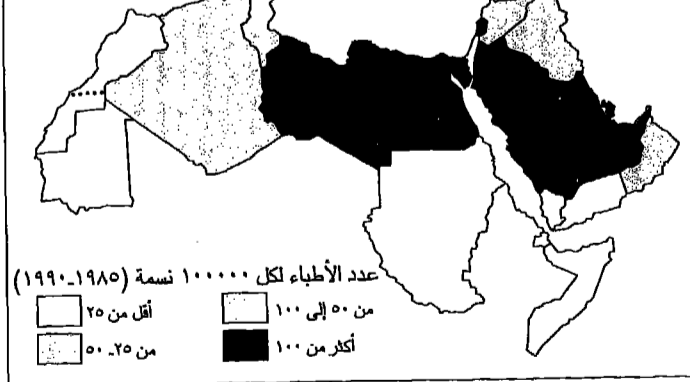 عدد الأطباء لكل ١٠٠٠٠٠ نسمة (١٩٨٥-١٩٩٠)
من ٥٠ إلى ١٠٠
أقل من ٢٥
أكثر من ١٠٠
من ٢٥-٥٠